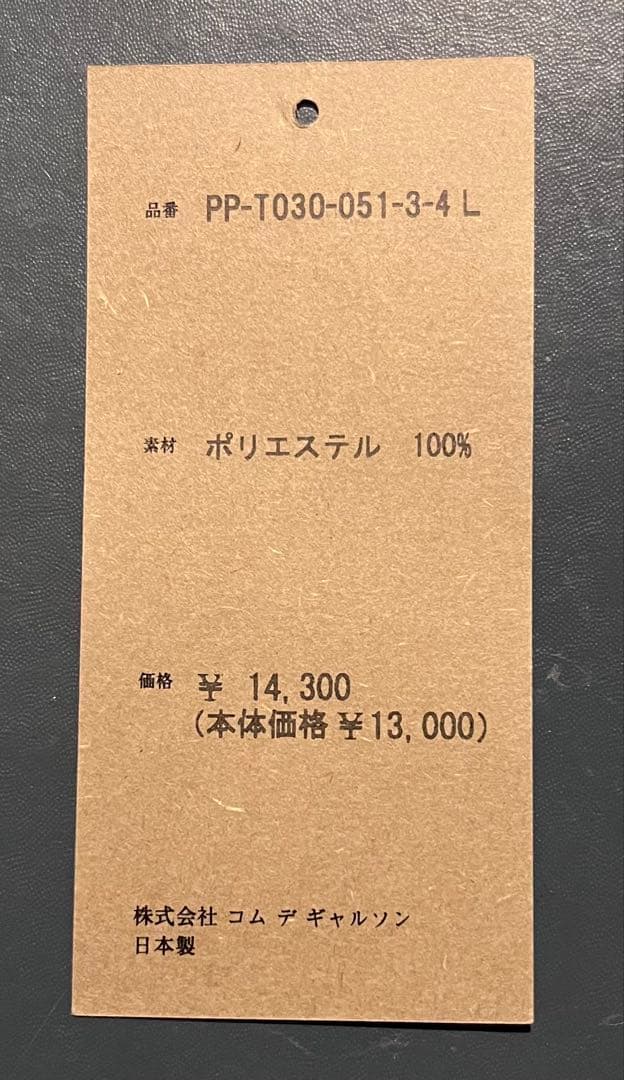 品番 PP-T030-051-3-4 L
素材 ポリエステル 100%
価格 ¥ 14,300
(本体価格 ¥13,000)
株式会社 コム デ ギャルソン
日本製